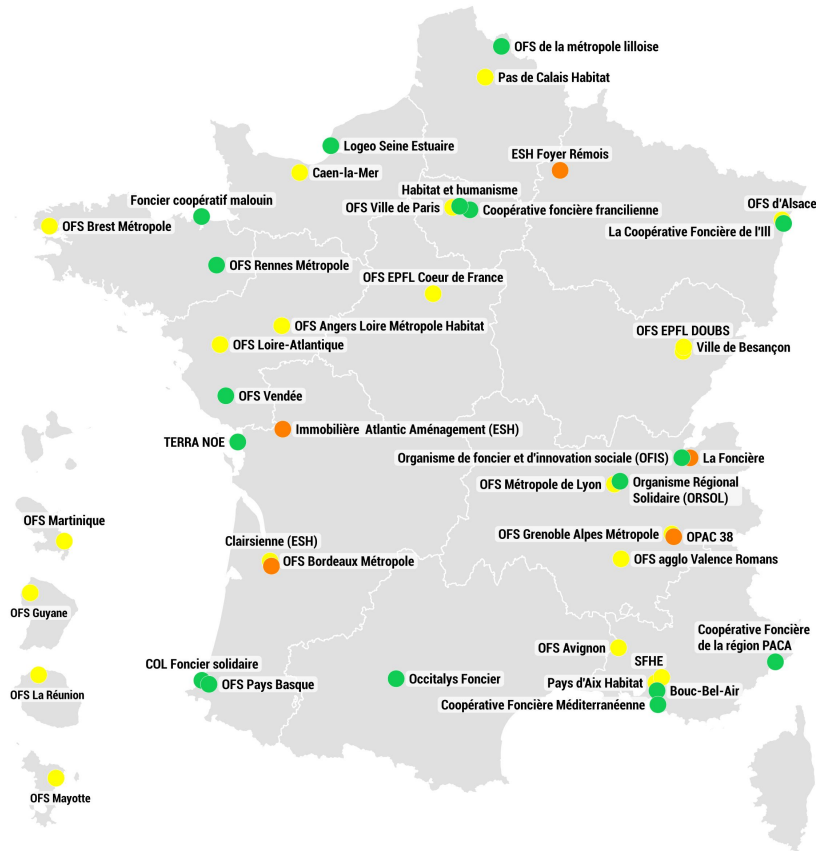 OFS de la métropole lilloise
Pas de Calais Habitat
Logeo Seine Estuaire
ESH Foyer Rémois
Caen-la-Mer
Habitat et humanisme
Foncier coopératif malouin
OFS Ville de Paris
Coopérative foncière francilienne
OFS d'Alsace
OFS Brest Métropole
La Coopérative Foncière de l'Ill
OFS Rennes Métropole
OFS EPFL Coeur de France
OFS Angers Loire Métropole Habitat
OFS EPFL DOUBS
OFS Loire-Atlantique
Ville de Besançon
OFS Vendée
Immobilière Atlantic Aménagement (ESH)
TERRA NOE
Organisme de foncier et d'innovation sociale (OFIS)
La Foncière
OFS Métropole de Lyon
Organisme Régional
Solidaire (ORSOL)
OFS Martinique
OFS Grenoble Alpes Métropole
OPAC 38
Clairsienne (ESH)
OFS Bordeaux Métropole
OFS agglo Valence Romans
OFS Guyane
Coopérative Foncière
de la région PACA
OFS Avignon
COL Foncier solidaire
SFHE
OFS La Réunion
OFS Pays Basque
Occitalys Foncier
Pays d'Aix Habitat
Bouc-Bel-Air
Coopérative Foncière Méditerranéenne
OFS Mayotte